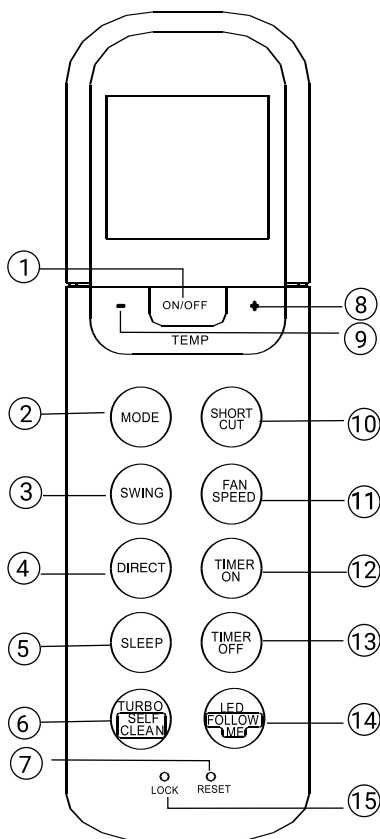 1
ON/OFF
- +
8
9
TEMP
2
MODE
SHORT
CUT
10
3
SWING
FAN
SPEED
11
4
DIRECT
TIMER
ON
12
5
SLEEP
TIMER
OFF
13
6
TURBO
SELF
CLEAN
LED
FOLLOW
ME
14
7
LOCK
RESET
15